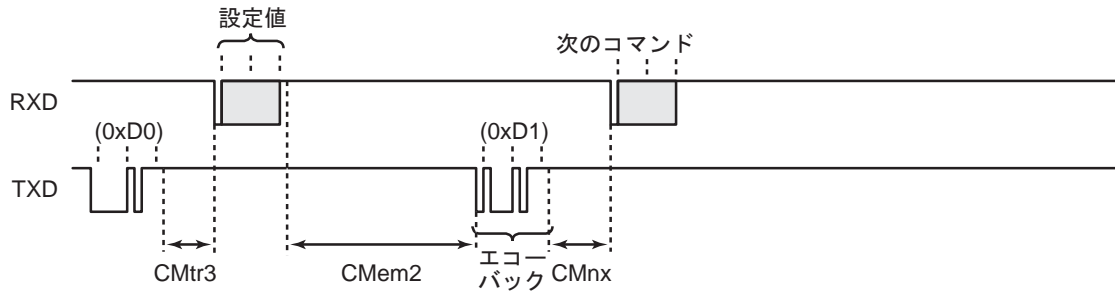 設定値
次のコマンド
RXD
(0xD0)
(0xD1)
TXD
CMtr3
CMem2
エコー
バック
CMnx